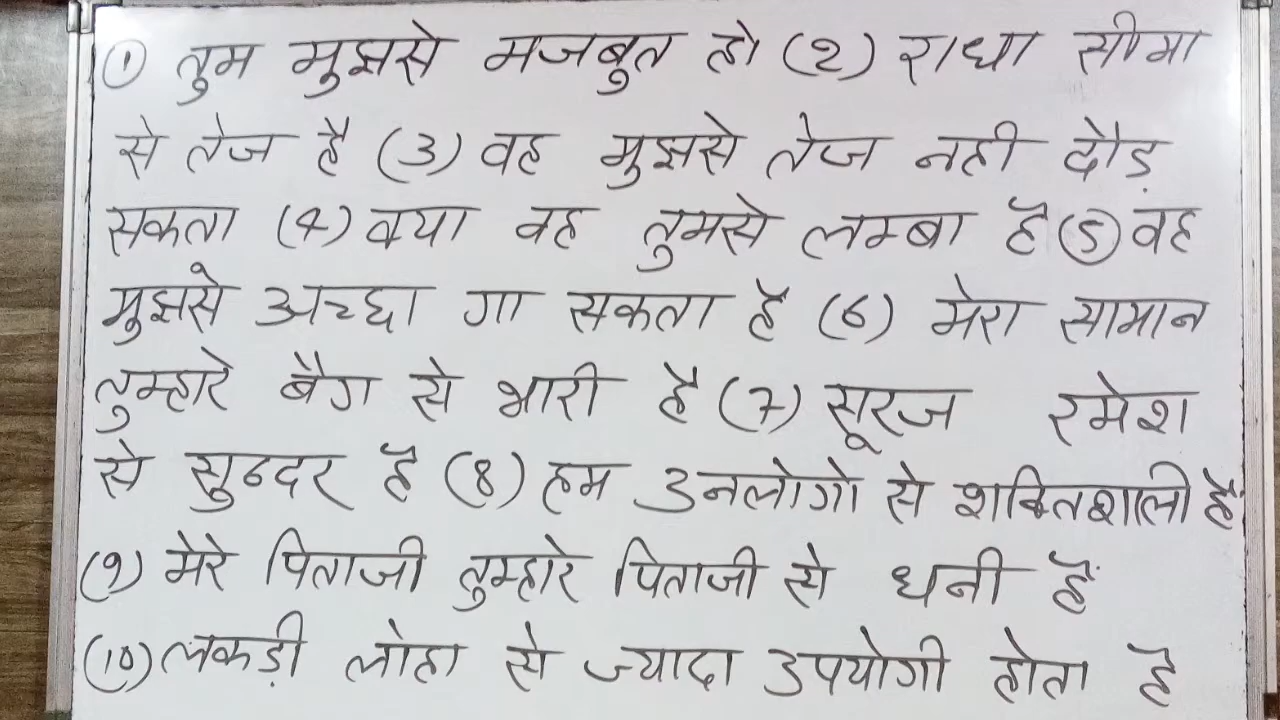 ① तुम मुझसे मजबुत हो (2) राधा सीमा
से तेज है (3) वह मुझसे तेज नही दौड़
सकता (4) क्या वह तुमसे लम्बा है ⑤ वह
मुझसे अच्छा गा सकता है (6) मेरा सामान
तुम्हारे बैग से भारी है (7) सूरज रमेश
से सुन्दर है (8) हम उनलोगो से शक्तिशाली हैं
(9) मेरे पिताजी तुम्हारे पिताजी से धनी हैं
(10) लकड़ी लोहा से ज्यादा उपयोगी होता है